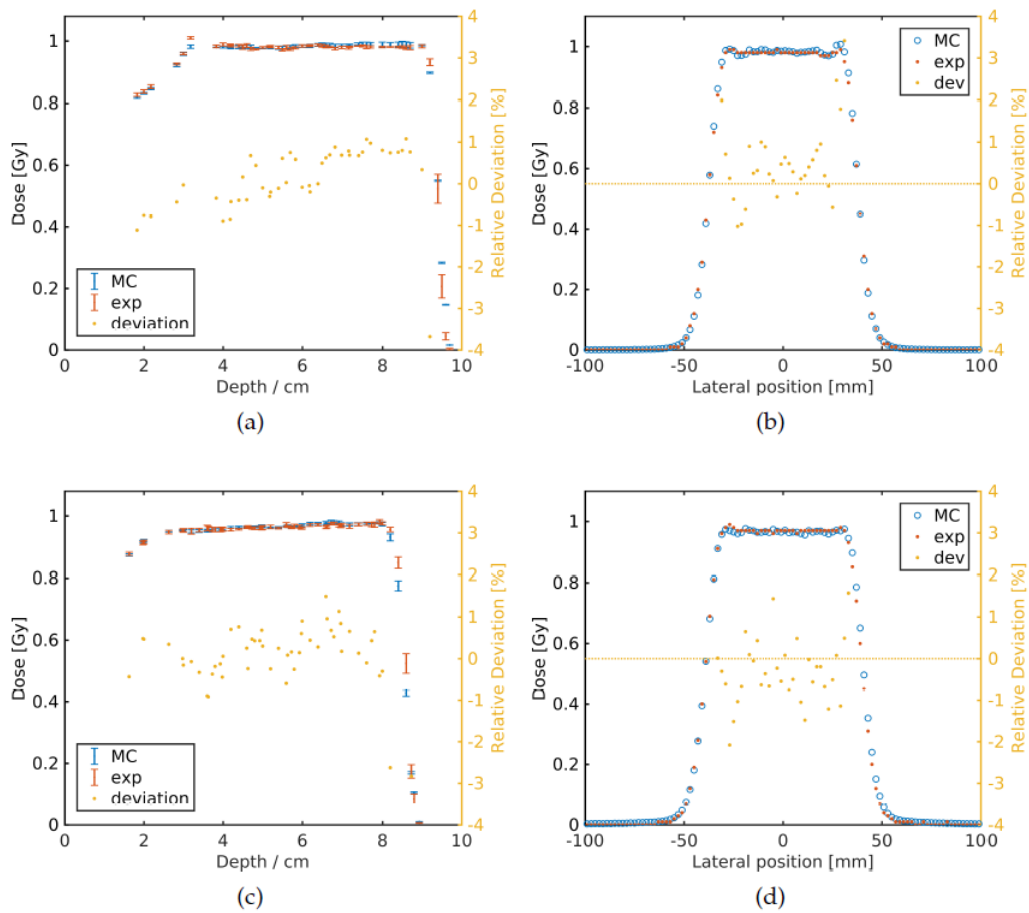 1
0.8
0.6
0.4
0.2
0
Dose [Gy]
4
3
2
1
0
-1
-2
-3
-4
Relative Deviation [%]
MC
exp
deviation
0 2 4 6 8 10
Depth / cm
(a)
1
0.8
0.6
0.4
0.2
0
Dose [Gy]
4
3
2
1
0
-1
-2
-3
-4
Relative Deviation [%]
MC
exp
dev
-100 -50 0 50 100
Lateral position [mm]
(b)
1
0.8
0.6
0.4
0.2
0
Dose [Gy]
4
3
2
1
0
-1
-2
-3
-4
Relative Deviation [%]
MC
exp
deviation
0 2 4 6 8 10
Depth / cm
(c)
1
0.8
0.6
0.4
0.2
0
Dose [Gy]
4
3
2
1
0
-1
-2
-3
-4
Relative Deviation [%]
MC
exp
dev
-100 -50 0 50 100
Lateral position [mm]
(d)